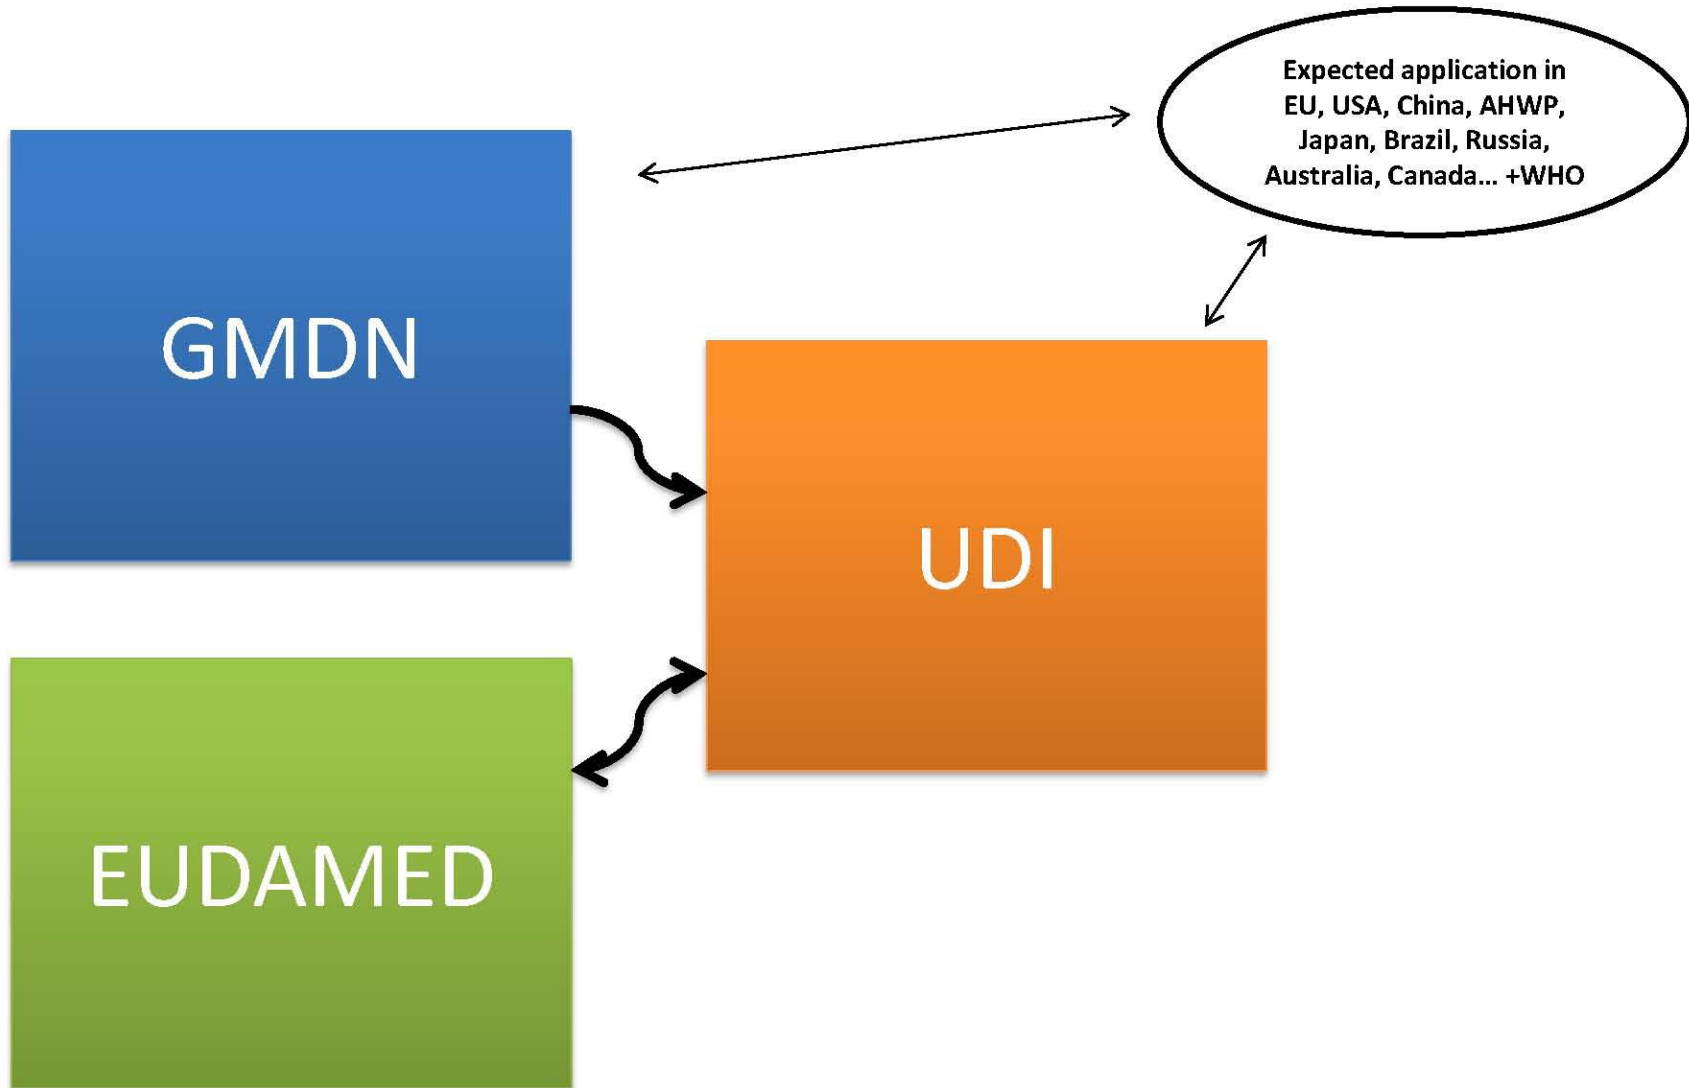 Expected application in
EU, USA, China, AHWP,
Japan, Brazil, Russia,
Australia, Canada... +WHO
GMDN
UDI
EUDAMED